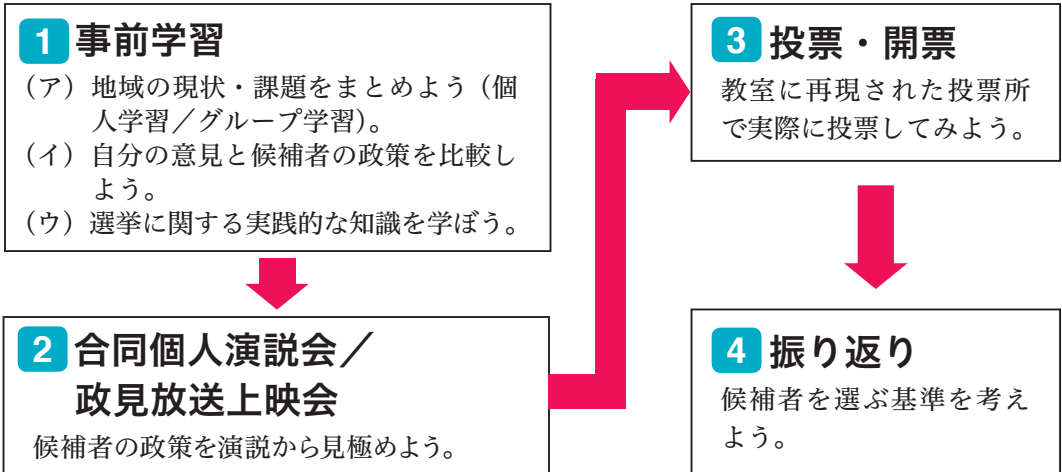 1 事前学習
（ア）地域の現状・課題をまとめよう（個
人学習／グループ学習）。
（イ）自分の意見と候補者の政策を比較し
よう。
（ウ）選挙に関する実践的な知識を学ぼう。
2 合同個人演説会／
政見放送上映会
候補者の政策を演説から見極めよう。
3 投票・開票
教室に再現された投票所
で実際に投票してみよう。
4 振り返り
候補者を選ぶ基準を考え
よう。